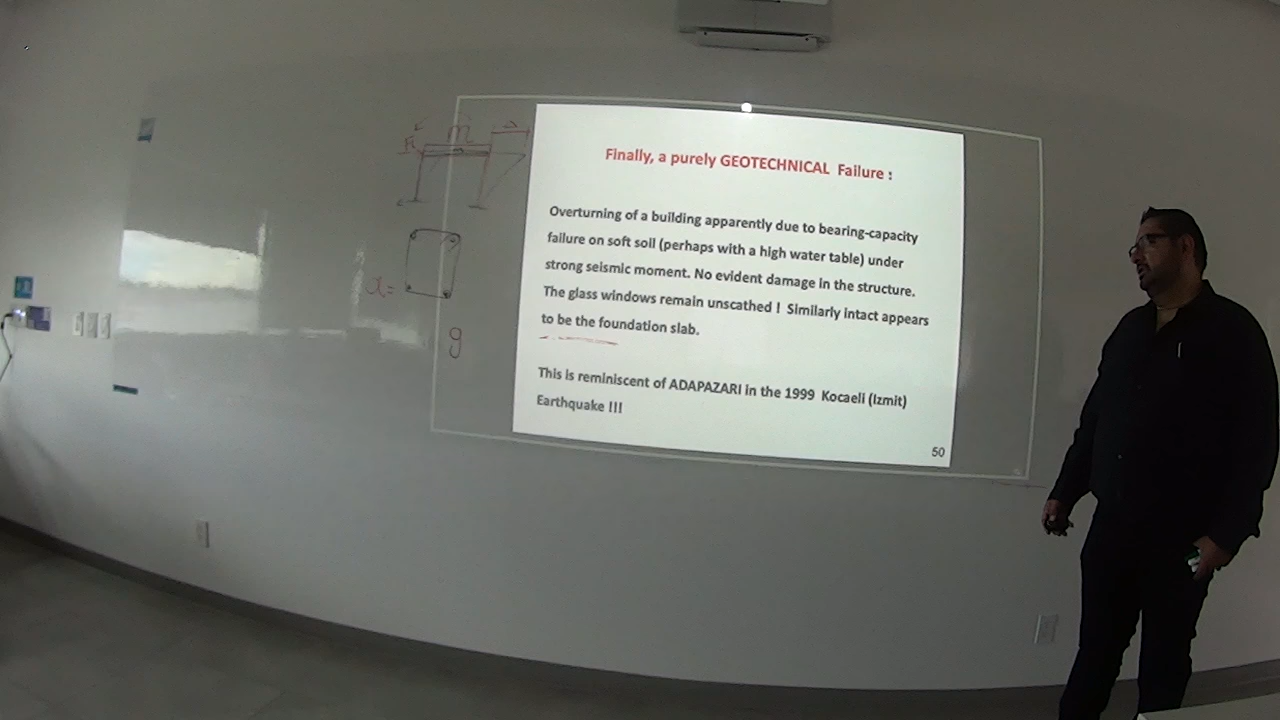 Finally, a purely GEOTECHNICAL Failure :
Overturning of a building apparently due to bearing-capacity
failure on soft soil (perhaps with a high water table) under
strong seismic moment. No evident damage in the structure.
The glass windows remain unscathed ! Similarly intact appears
to be the foundation slab.
This is reminiscent of ADAPAZARI in the 1999 Kocaeli (Izmit)
Earthquake !!!
50
m
g